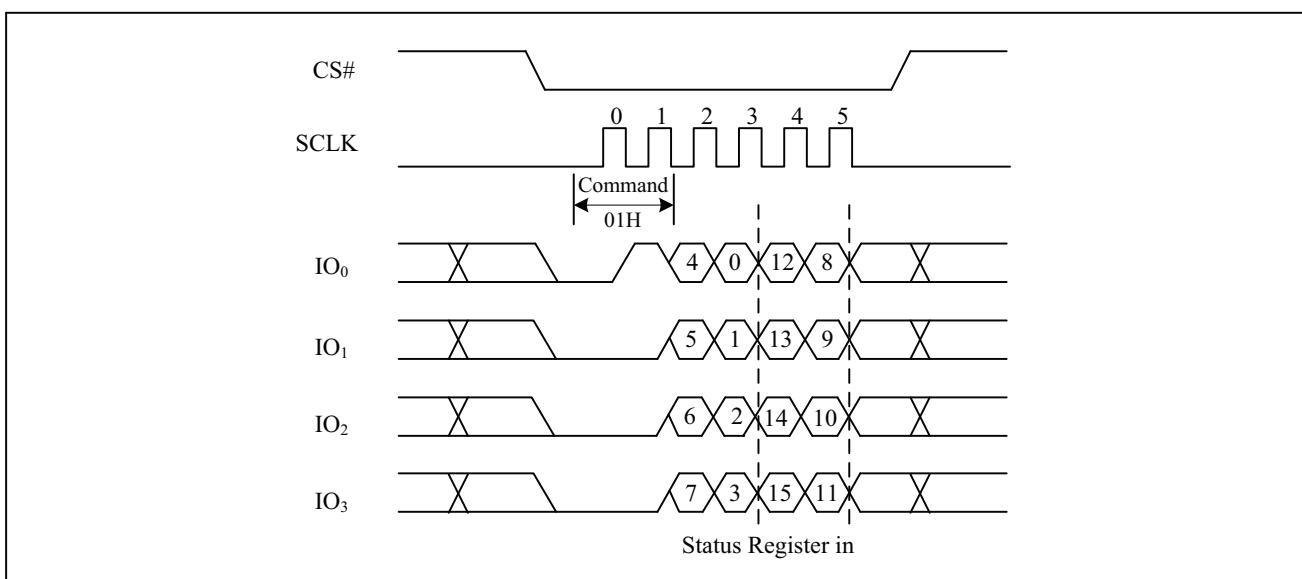 CS#
0 1 2 3 4 5
SCLK
Command
01H
IO₀ 4 0 12 8
IO₁ 5 1 13 9
IO₂ 6 2 14 10
IO₃ 7 3 15 11
Status Register in